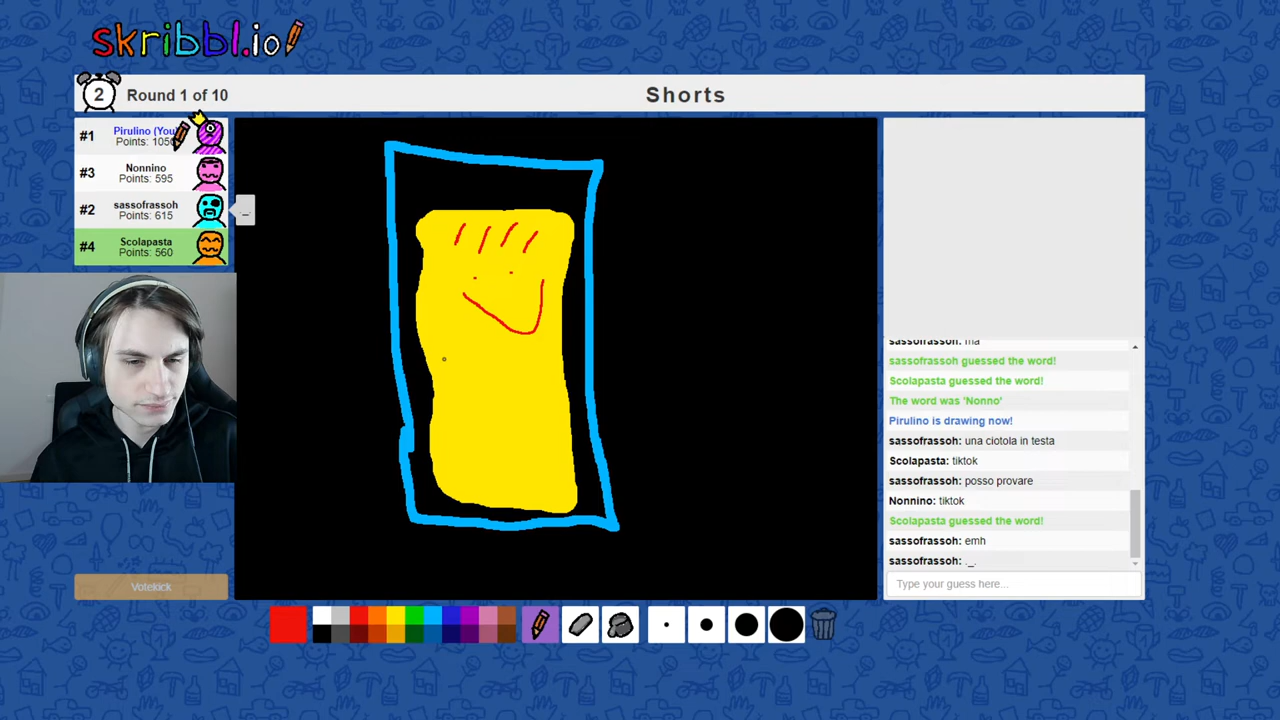 skribbl.io
2
Round 1 of 10
Shorts
#1
Pirulino (You)
#3
Nonnino
Points: 595
#2
sassofrassoh
Points: 615
._.
#4
Scolapasta
Points: 560
sassofrassoh: ma
sassofrassoh guessed the word!
Scolapasta guessed the word!
The word was 'Nonno'
Pirulino is drawing now!
sassofrassoh: una ciotola in testa
Scolapasta: tiktok
sassofrassoh: posso provare
Nonnino: tiktok
Scolapasta guessed the word!
sassofrassoh: emh
sassofrassoh: ._.
Type your guess here...
Votekick